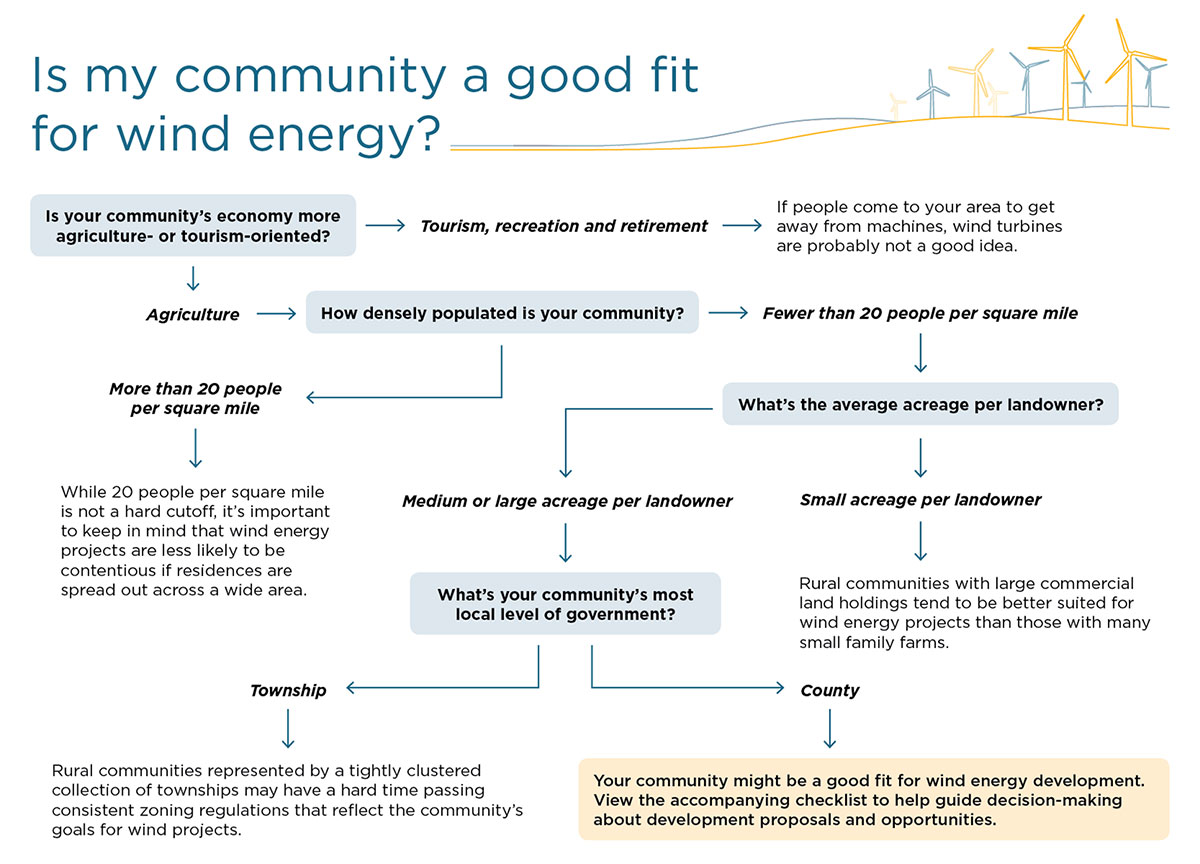 Is my community a good fit
for wind energy?
Is your community’s economy more
agriculture- or tourism-oriented?
Tourism, recreation and retirement
If people come to your area to get
away from machines, wind turbines
are probably not a good idea.
Agriculture
How densely populated is your community?
Fewer than 20 people per square mile
More than 20 people
per square mile
What’s the average acreage per landowner?
While 20 people per square mile
is not a hard cutoff, it’s important
to keep in mind that wind energy
projects are less likely to be
contentious if residences are
spread out across a wide area.
Medium or large acreage per landowner
Small acreage per landowner
What’s your community’s most
local level of government?
Rural communities with large commercial
land holdings tend to be better suited for
wind energy projects than those with many
small family farms.
Township
County
Rural communities represented by a tightly clustered
collection of townships may have a hard time passing
consistent zoning regulations that reflect the community’s
goals for wind projects.
Your community might be a good fit for wind energy development.
View the accompanying checklist to help guide decision-making
about development proposals and opportunities.